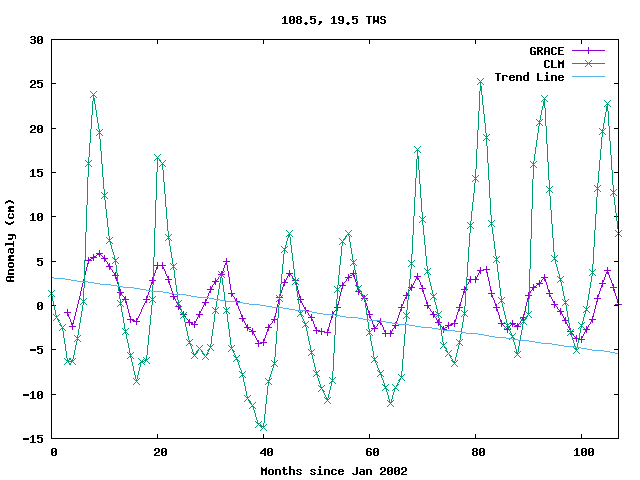 108.5, 19.5 TWS
GRACE
CLM
Trend Line
30
25
20
15
10
5
0
-5
-10
-15
Anomaly (cm)
0 20 40 60 80 100
Months since Jan 2002